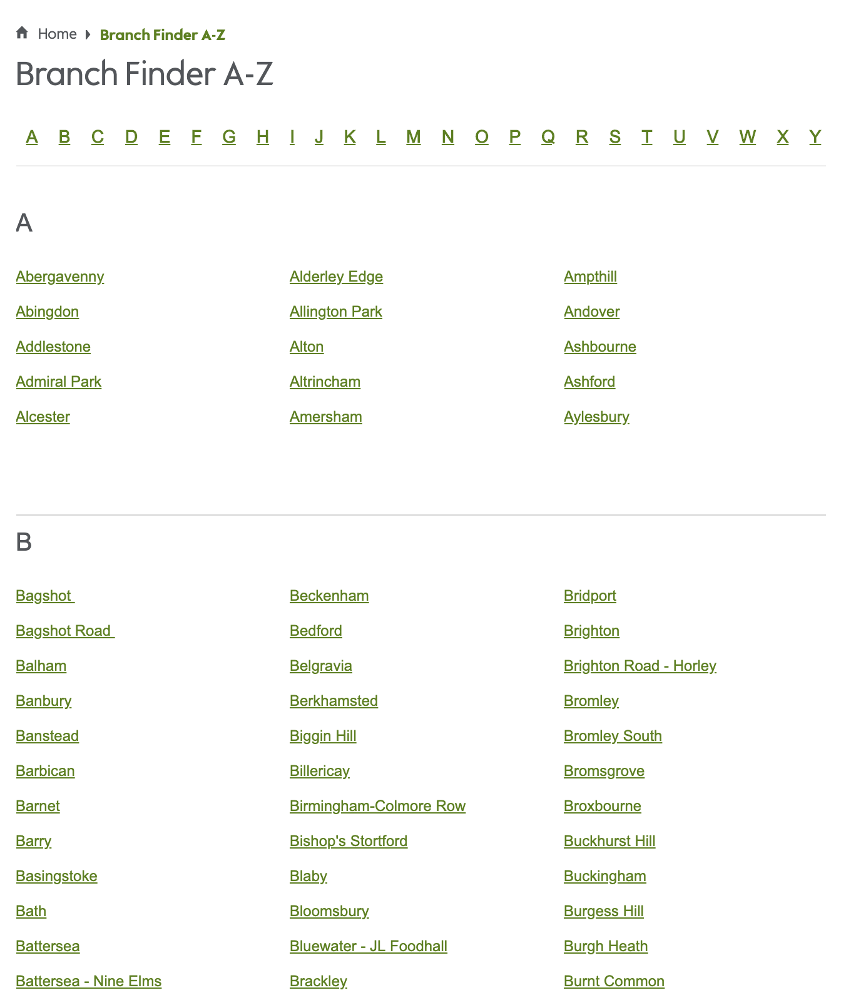 Home Branch Finder A-Z
Branch Finder A-Z
A B C D E F G H I J K L M N O P Q R S T U V W X Y
A
Abergavenny
Abingdon
Addlestone
Admiral Park
Alcester
Alderley Edge
Allington Park
Alton
Altrincham
Amersham
Ampthill
Andover
Ashbourne
Ashford
Aylesbury
B
Bagshot
Bagshot Road
Balham
Banbury
Banstead
Barbican
Barnet
Barry
Basingstoke
Bath
Battersea
Battersea - Nine Elms
Beckenham
Bedford
Belgravia
Berkhamsted
Biggin Hill
Billericay
Birmingham-Colmore Row
Bishop's Stortford
Blaby
Bloomsbury
Bluewater - JL Foodhall
Brackley
Bridport
Brighton
Brighton Road - Horley
Bromley
Bromley South
Bromsgrove
Broxbourne
Buckhurst Hill
Buckingham
Burgess Hill
Burgh Heath
Burnt Common